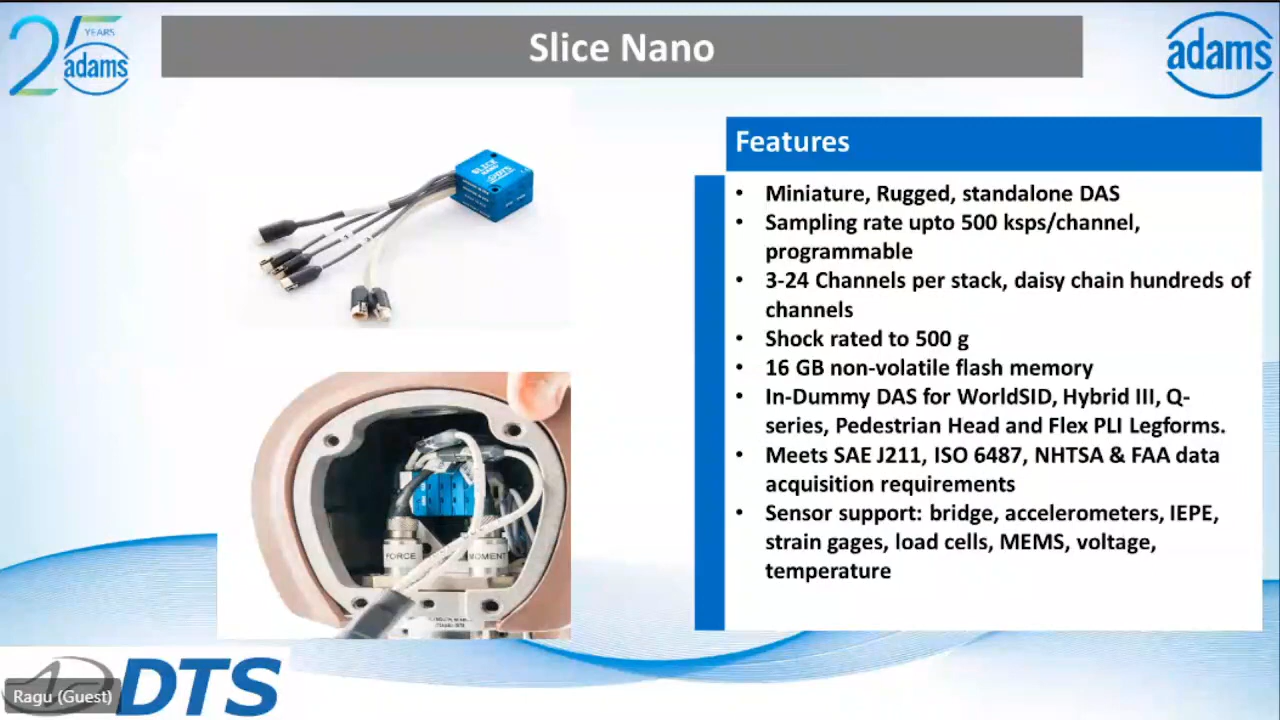 25 YEARS
adams
Slice Nano
adams
Features
• Miniature, Rugged, standalone DAS
• Sampling rate upto 500 ksps/channel,
programmable
• 3-24 Channels per stack, daisy chain hundreds of
channels
• Shock rated to 500 g
• 16 GB non-volatile flash memory
• In-Dummy DAS for WorldSID, Hybrid III, Q-
series, Pedestrian Head and Flex PLI Legforms.
• Meets SAE J211, ISO 6487, NHTSA & FAA data
acquisition requirements
• Sensor support: bridge, accelerometers, IEPE,
strain gages, load cells, MEMS, voltage,
temperature
SLICE
NANO
DTS
FORCE
MOMENT
DTS
Ragu (Guest)